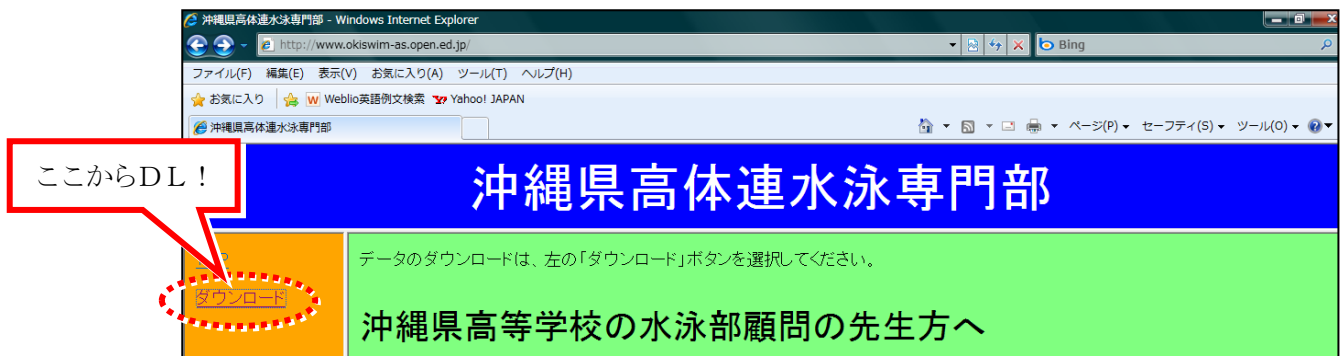 沖縄県高体連水泳専門部 - Windows Internet Explorer
http://www.okiswim-as.open.ed.jp/
Bing
ファイル(F) 編集(E) 表示(V) お気に入り(A) ツール(T) ヘルプ(H)
お気に入り Weblio英語例文検索 Yahoo! JAPAN
沖縄県高体連水泳専門部
ページ(P) セーフティ(S) ツール(O)
ここからＤＬ！
沖縄県高体連水泳専門部
データのダウンロードは、左の「ダウンロード」ボタンを選択してください。
ダウンロード
沖縄県高等学校の水泳部顧問の先生方へ